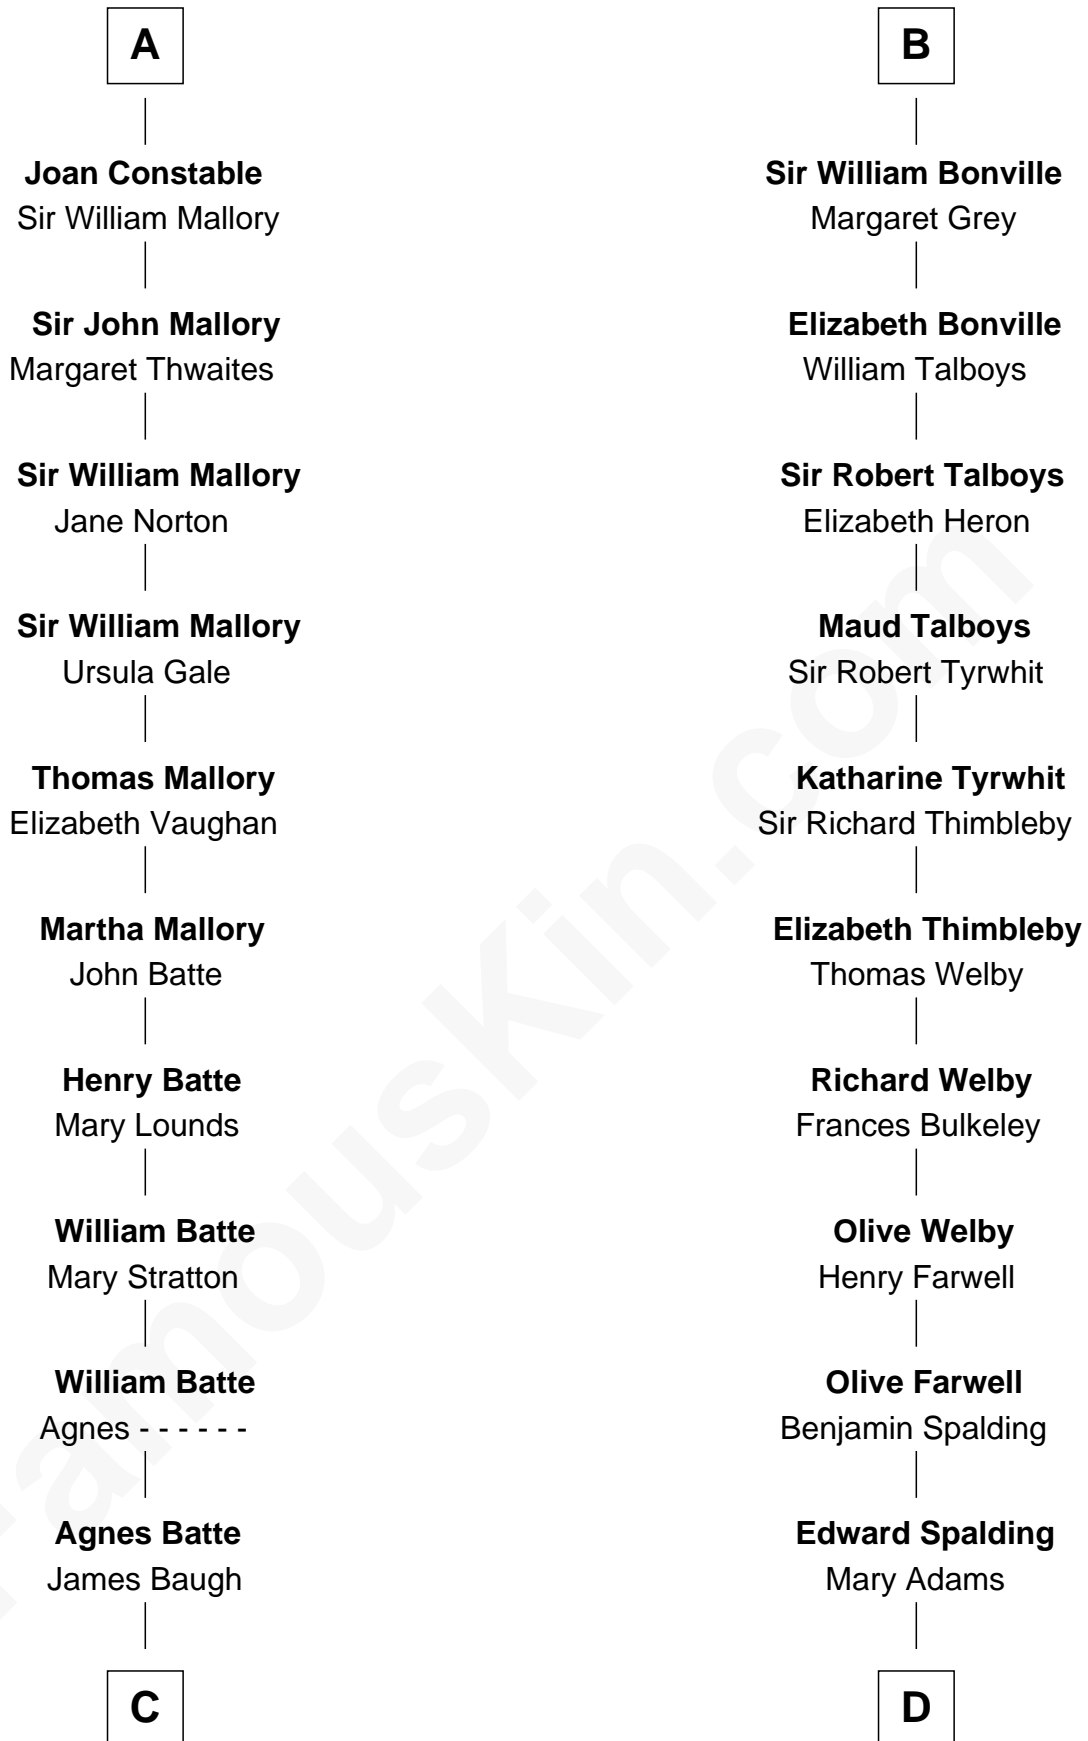 A
Joan Constable
Sir William Mallory
Sir John Mallory
Margaret Thwaites
Sir William Mallory
Jane Norton
Sir William Mallory
Ursula Gale
Thomas Mallory
Elizabeth Vaughan
Martha Mallory
John Batte
Henry Batte
Mary Lounds
William Batte
Mary Stratton
William Batte
Agnes - - - - - -
Agnes Batte
James Baugh
C
B
Sir William Bonville
Margaret Grey
Elizabeth Bonville
William Talboys
Sir Robert Talboys
Elizabeth Heron
Maud Talboys
Sir Robert Tyrwhit
Katharine Tyrwhit
Sir Richard Thimbleby
Elizabeth Thimbleby
Thomas Welby
Richard Welby
Frances Bulkeley
Olive Welby
Henry Farwell
Olive Farwell
Benjamin Spalding
Edward Spalding
Mary Adams
D
FamousKin.com